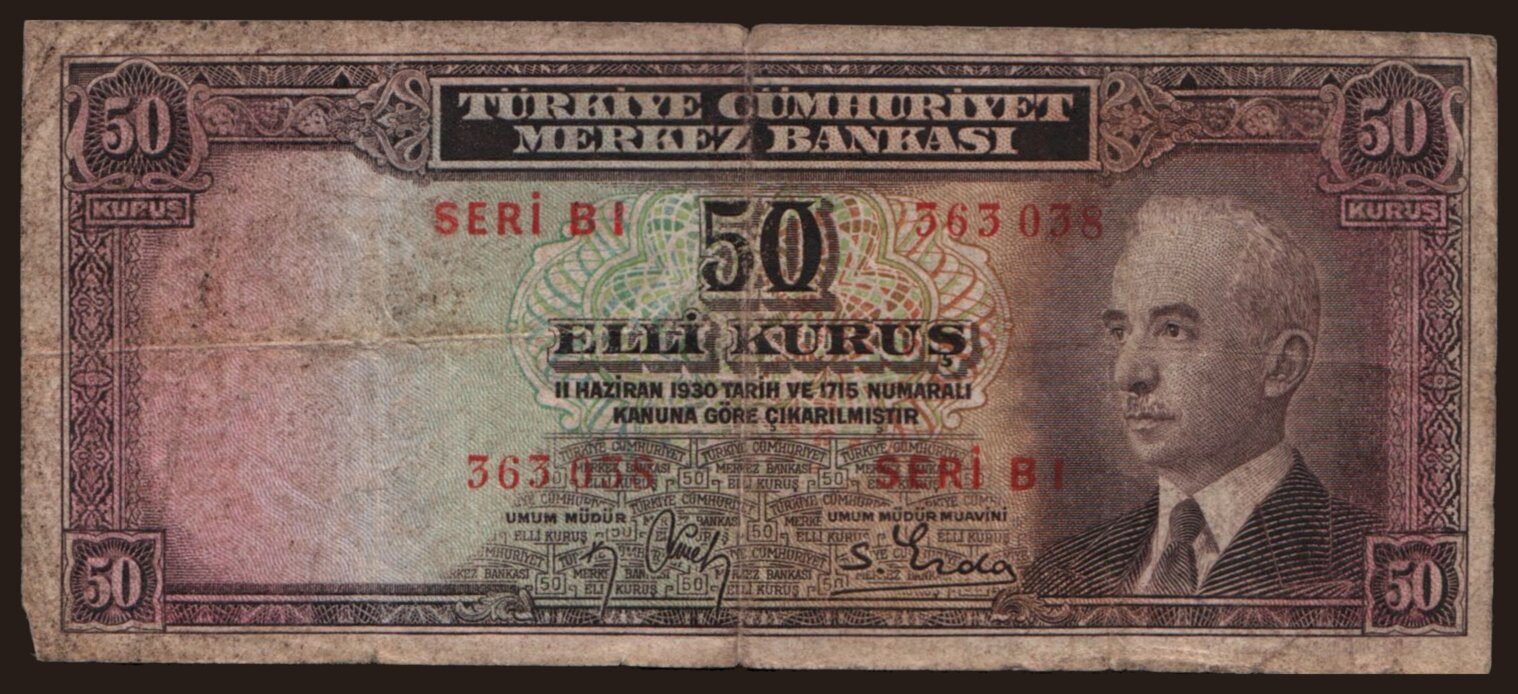 50
TÜRKİYE CÜMHURİYET
MERKEZ BANKASI
50
KURUŞ
KURUŞ
SERİ B1
50
363 038
ELLİ KURUŞ
11 HAZİRAN 1930 TARİH VE 1715 NUMARALI
KANUNA GÖRE ÇIKARILMIŞTIR
363 038
SERİ B1
UMUM MÜDÜR
UMUM MÜDÜR MUAVİNİ
S. Erda
50
50